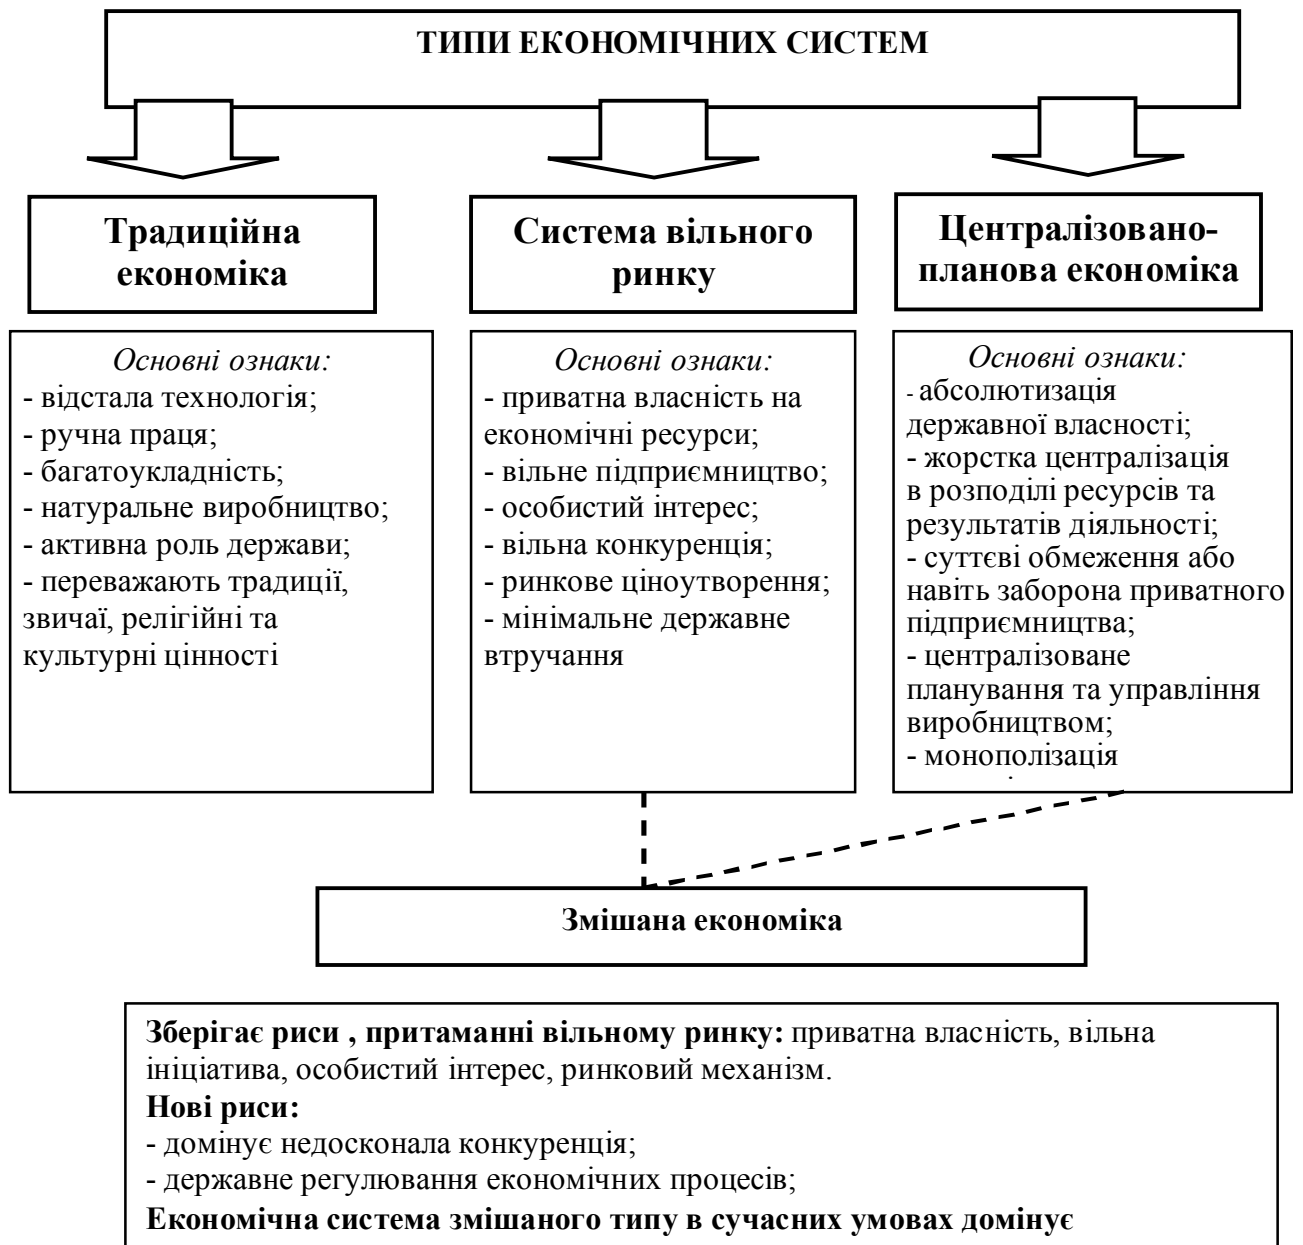 ТИПИ ЕКОНОМІЧНИХ СИСТЕМ
Традиційна
економіка
Основні ознаки:
- відстала технологія;
- ручна праця;
- багатоукладність;
- натуральне виробництво;
- активна роль держави;
- переважають традиції,
звичаї, релігійні та
культурні цінності
Система вільного
ринку
Основні ознаки:
- приватна власність на
економічні ресурси;
- вільне підприємництво;
- особистий інтерес;
- вільна конкуренція;
- ринкове ціноутворення;
- мінімальне державне
втручання
Централізовано-
планова економіка
Основні ознаки:
- абсолютизація
державної власності;
- жорстка централізація
в розподілі ресурсів та
результатів діяльності;
- суттєві обмеження або
навіть заборона приватного
підприємництва;
- централізоване
планування та управління
виробництвом;
- монополізація
Змішана економіка
Зберігає риси , притаманні вільному ринку: приватна власність, вільна
ініціатива, особистий інтерес, ринковий механізм.
Нові риси:
- домінує недосконала конкуренція;
- державне регулювання економічних процесів;
Економічна система змішаного типу в сучасних умовах домінує